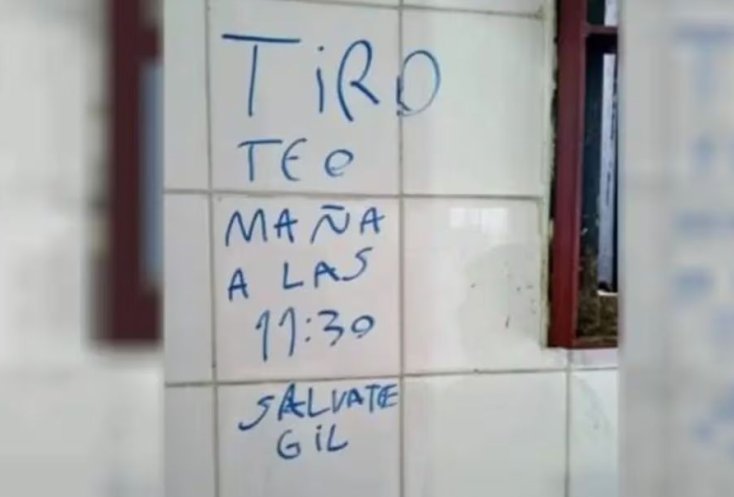 TiRO
TEO
MAÑA
A LAS
11:30
SALVATE
GiL